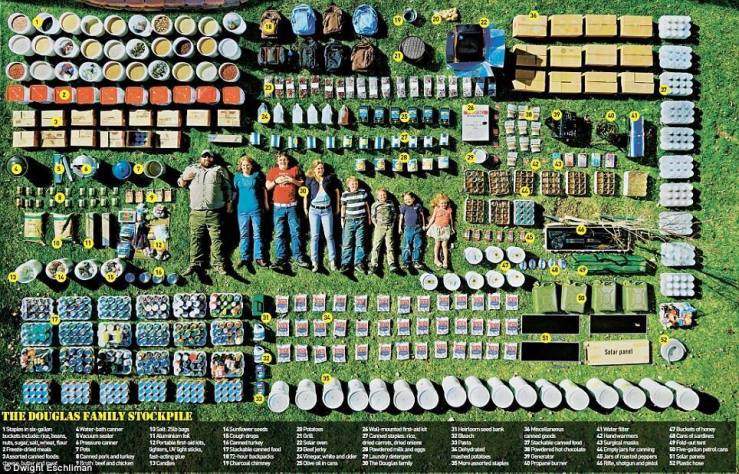 Solar panel
THE DOUGLAS FAMILY STOCKPILE
1 Staples in six-gallon
buckets include: rice, beans,
nuts, sugar, salt, wheat, flour
2 Freeze-dried meals
3 Assorted canned foods
4 Water-bath canner
5 Vacuum sealer
6 Pressure canner
7 Pots
8 Canned pork and turkey
9 Broth, beef and chicken
10 Salt, 25lb bags
11 Aluminium foil
12 Portable first-aid kits,
lighters, UV light sticks,
fast-acting glue
13 Candles
14 Sunflower seeds
15 Cough drops
16 Canned turkey
17 Stackable canned food
18 72-hour backpacks
19 Charcoal chimney
20 Potatoes
21 Grill
22 Solar oven
23 Beef jerky
24 Vinegar, wine and cider
25 Olive oil in cans
26 Wall-mounted first-aid kit
27 Canned staples, rice,
dried carrots, dried onions
28 Powdered milk and eggs
29 Laundry detergent
30 The Douglas family
31 Heirloom seed bank
32 Bleach
33 Pasta
34 Dehydrated
mashed potatoes
35 More assorted staples
36 Miscellaneous
canned goods
37 Stackable canned food
38 Powdered hot chocolate
39 Generator
40 Propane burner
41 Water filter
42 Handwarmers
43 Surgical masks
44 Empty jars for canning
45 Jars of roasted peppers
46 Rifle, shotgun and pistol
47 Buckets of honey
48 Cans of sardines
49 Fold-out tent
50 Five-gallon petrol cans
51 Solar panels
52 Plastic hose
© Dwight Eschliman